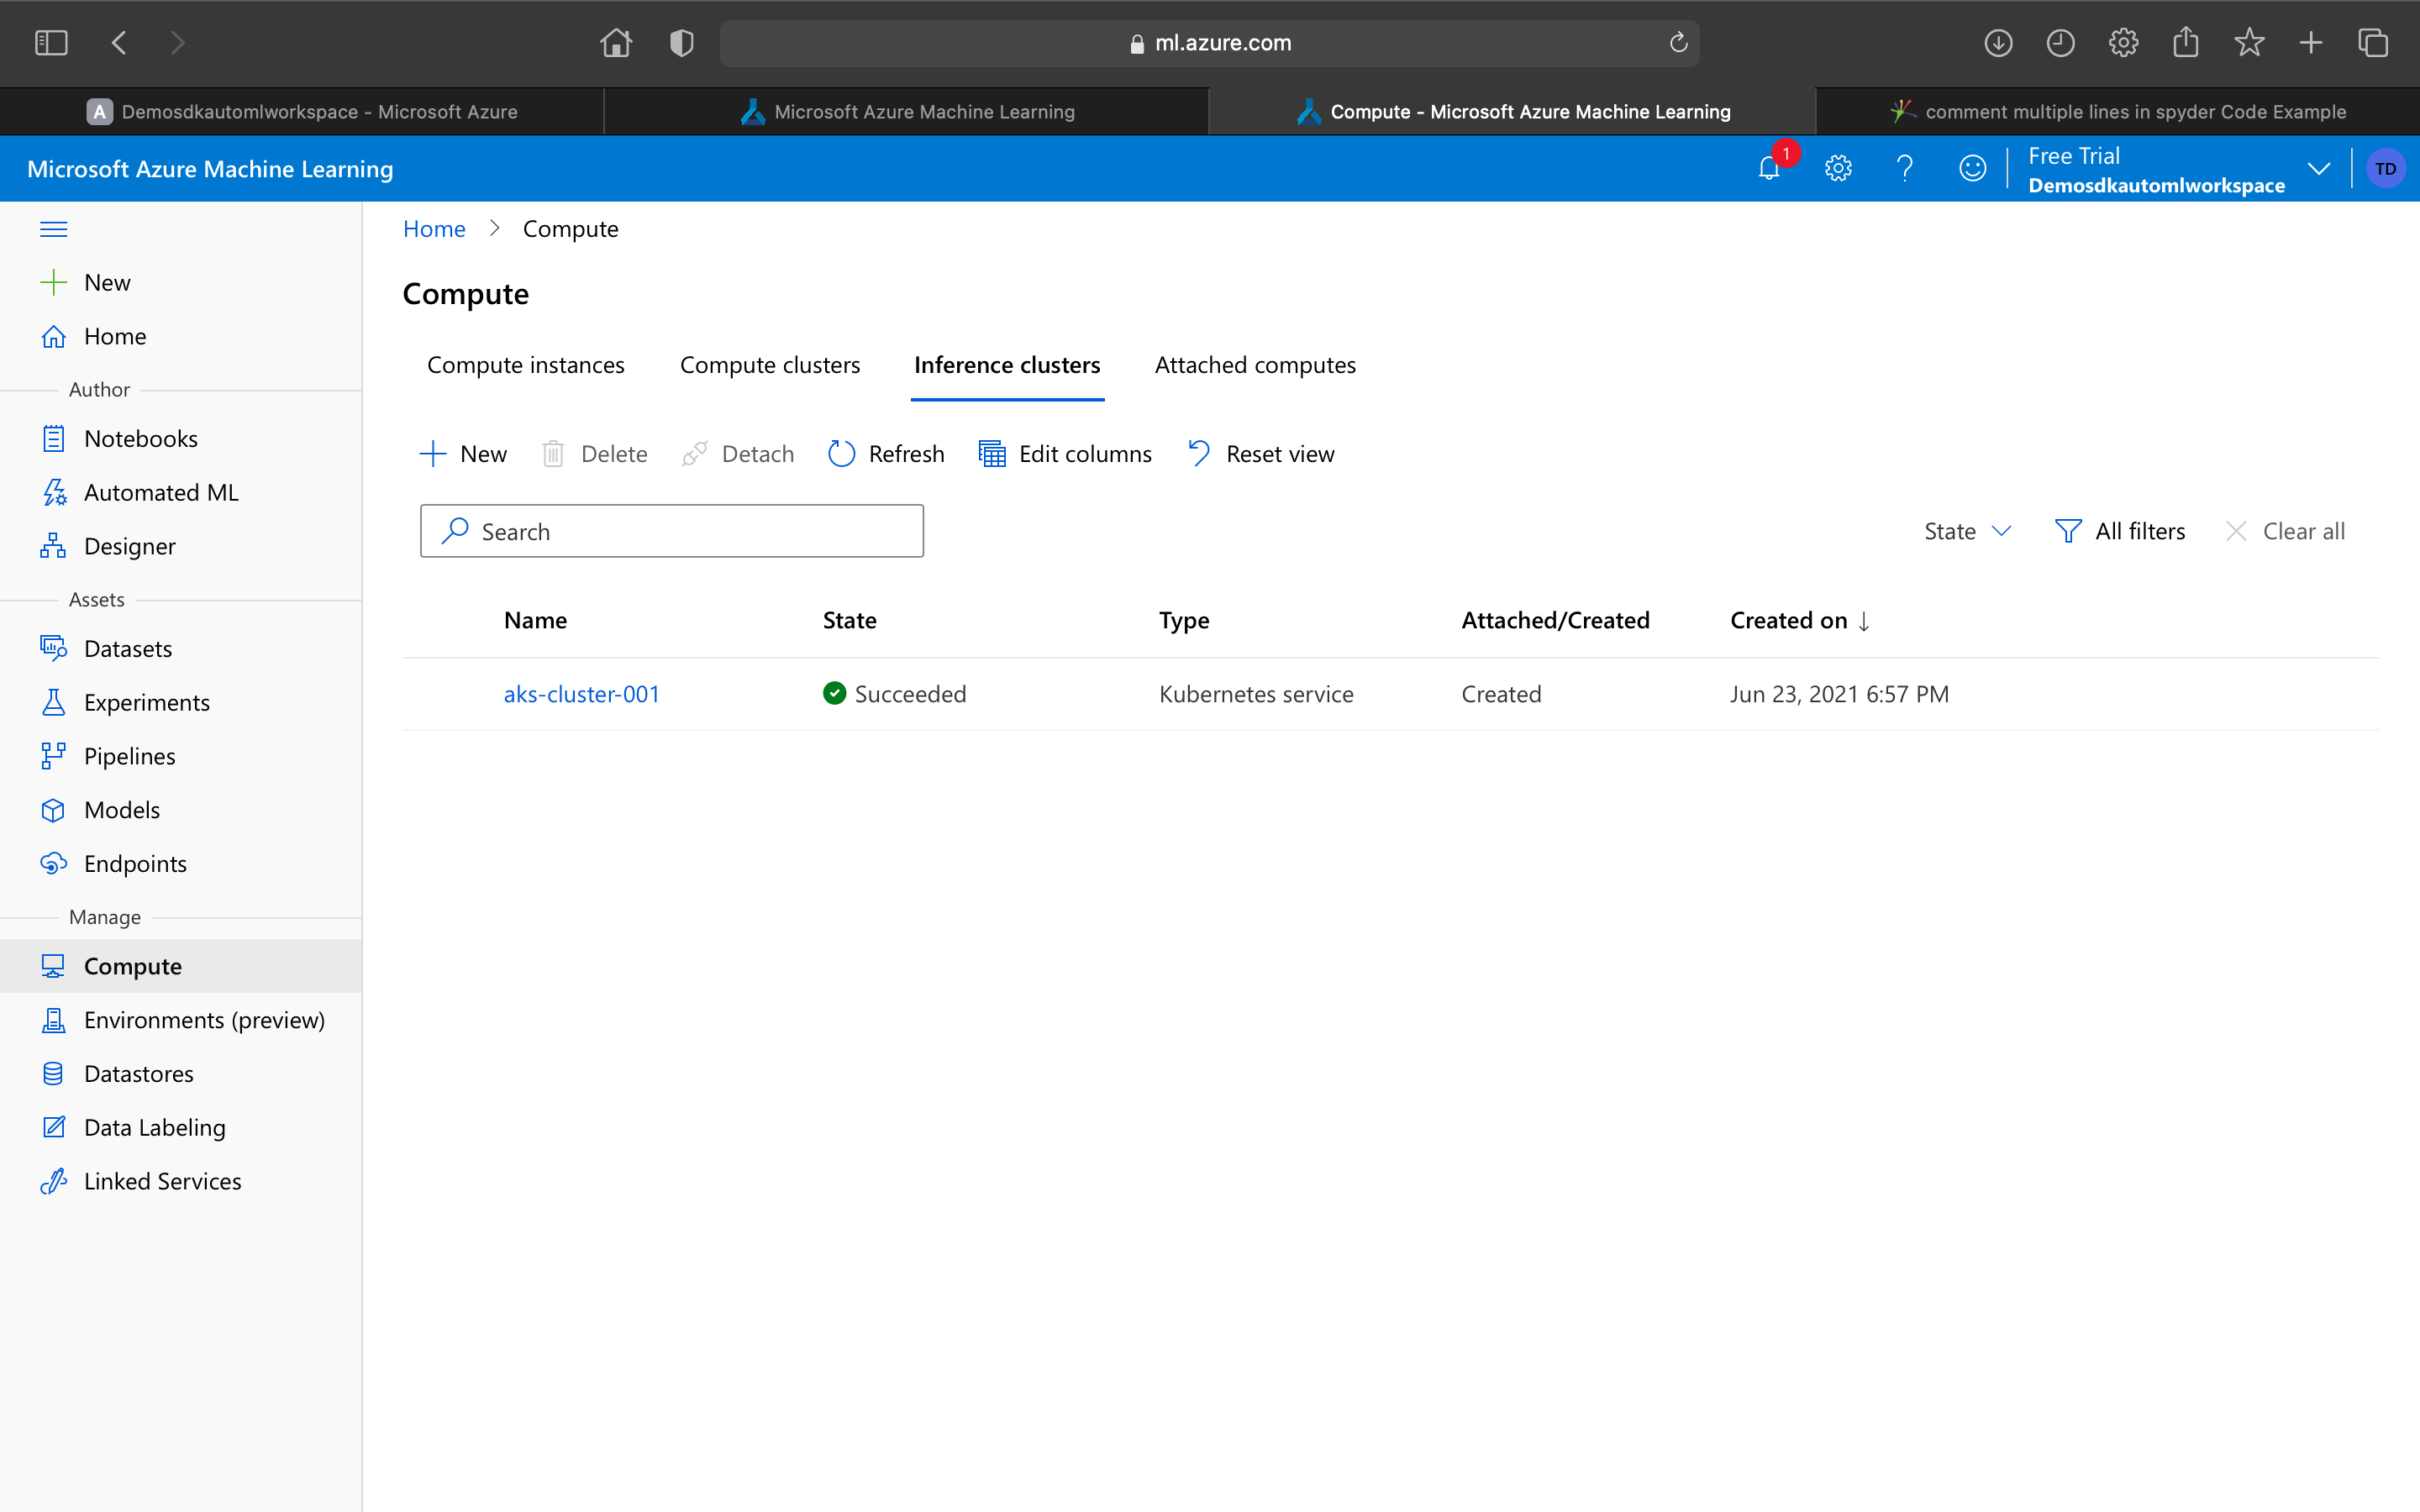 ml.azure.com
A Demosdkautomlworkspace - Microsoft Azure
Microsoft Azure Machine Learning
Compute - Microsoft Azure Machine Learning
comment multiple lines in spyder Code Example
Microsoft Azure Machine Learning
1
?
Free Trial
Demosdkautomlworkspace
TD
New
Home
Author
Notebooks
Automated ML
Designer
Assets
Datasets
Experiments
Pipelines
Models
Endpoints
Manage
Compute
Environments (preview)
Datastores
Data Labeling
Linked Services
Home > Compute
Compute
Compute instances Compute clusters Inference clusters Attached computes
New Delete Detach Refresh Edit columns Reset view
Search
State All filters Clear all
Name State Type Attached/Created Created on ↓
aks-cluster-001 Succeeded Kubernetes service Created Jun 23, 2021 6:57 PM